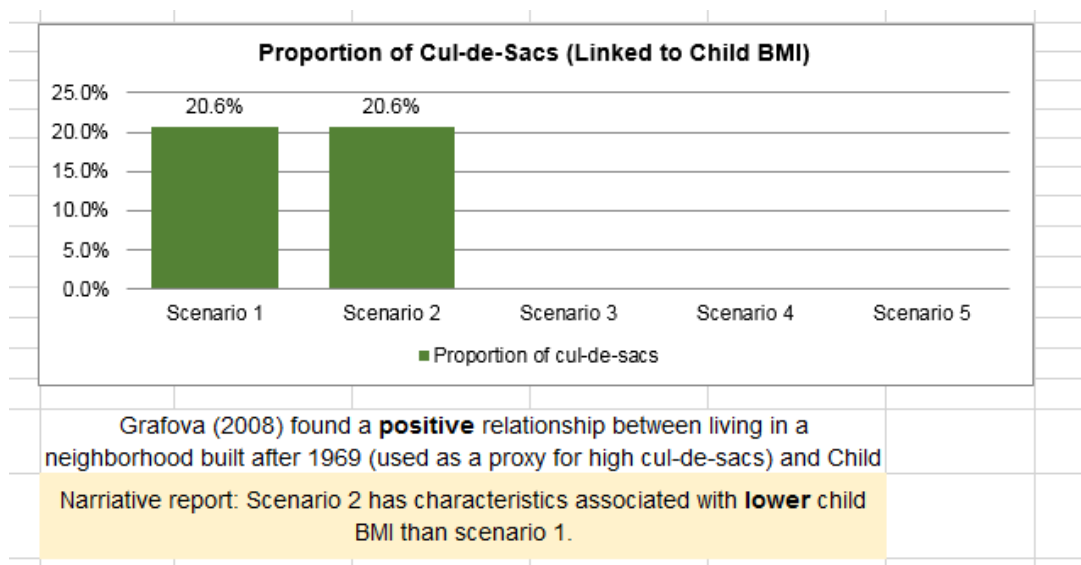 Proportion of Cul-de-Sacs (Linked to Child BMI)
25.0%
20.6%
20.6%
20.0%
15.0%
10.0%
5.0%
0.0%
Scenario 1
Scenario 2
Scenario 3
Scenario 4
Scenario 5
Proportion of cul-de-sacs
Grafova (2008) found a positive relationship between living in a
neighborhood built after 1969 (used as a proxy for high cul-de-sacs) and Child
Narriative report: Scenario 2 has characteristics associated with lower child
BMI than scenario 1.